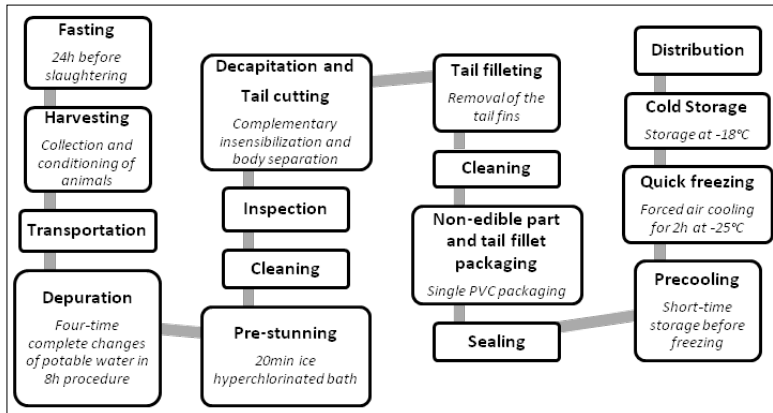 Fasting
24h before
slaughtering
Harvesting
Collection and
conditioning of
animals
Transportation
Depuration
Four-time
complete changes
of potable water in
8h procedure
Pre-stunning
20min ice
hyperchlorinated bath
Cleaning
Inspection
Decapitation and
Tail cutting
Complementary
insensibilization and
body separation
Tail filleting
Removal of the
tail fins
Cleaning
Non-edible part
and tail fillet
packaging
Single PVC packaging
Sealing
Precooling
Short-time
storage before
freezing
Quick freezing
Forced air cooling
for 2h at -25°C
Cold Storage
Storage at -18°C
Distribution